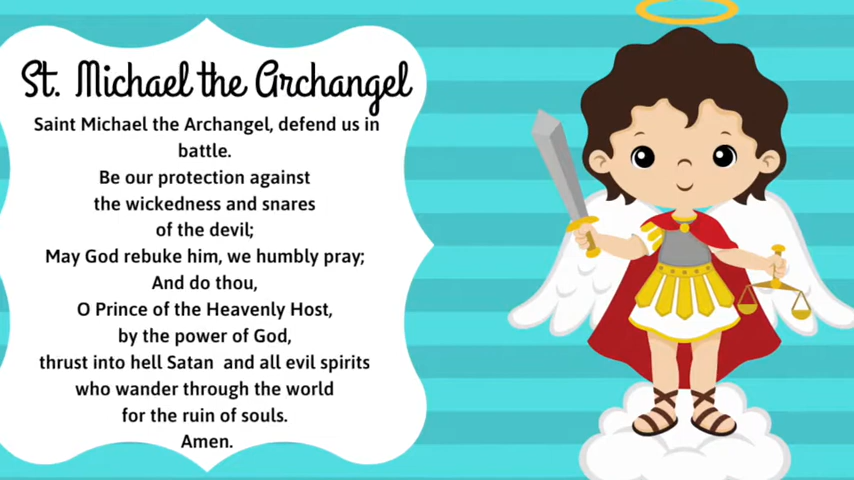 St. Michael the Archangel
Saint Michael the Archangel, defend us in
battle.
Be our protection against
the wickedness and snares
of the devil;
May God rebuke him, we humbly pray;
And do thou,
O Prince of the Heavenly Host,
by the power of God,
thrust into hell Satan and all evil spirits
who wander through the world
for the ruin of souls.
Amen.